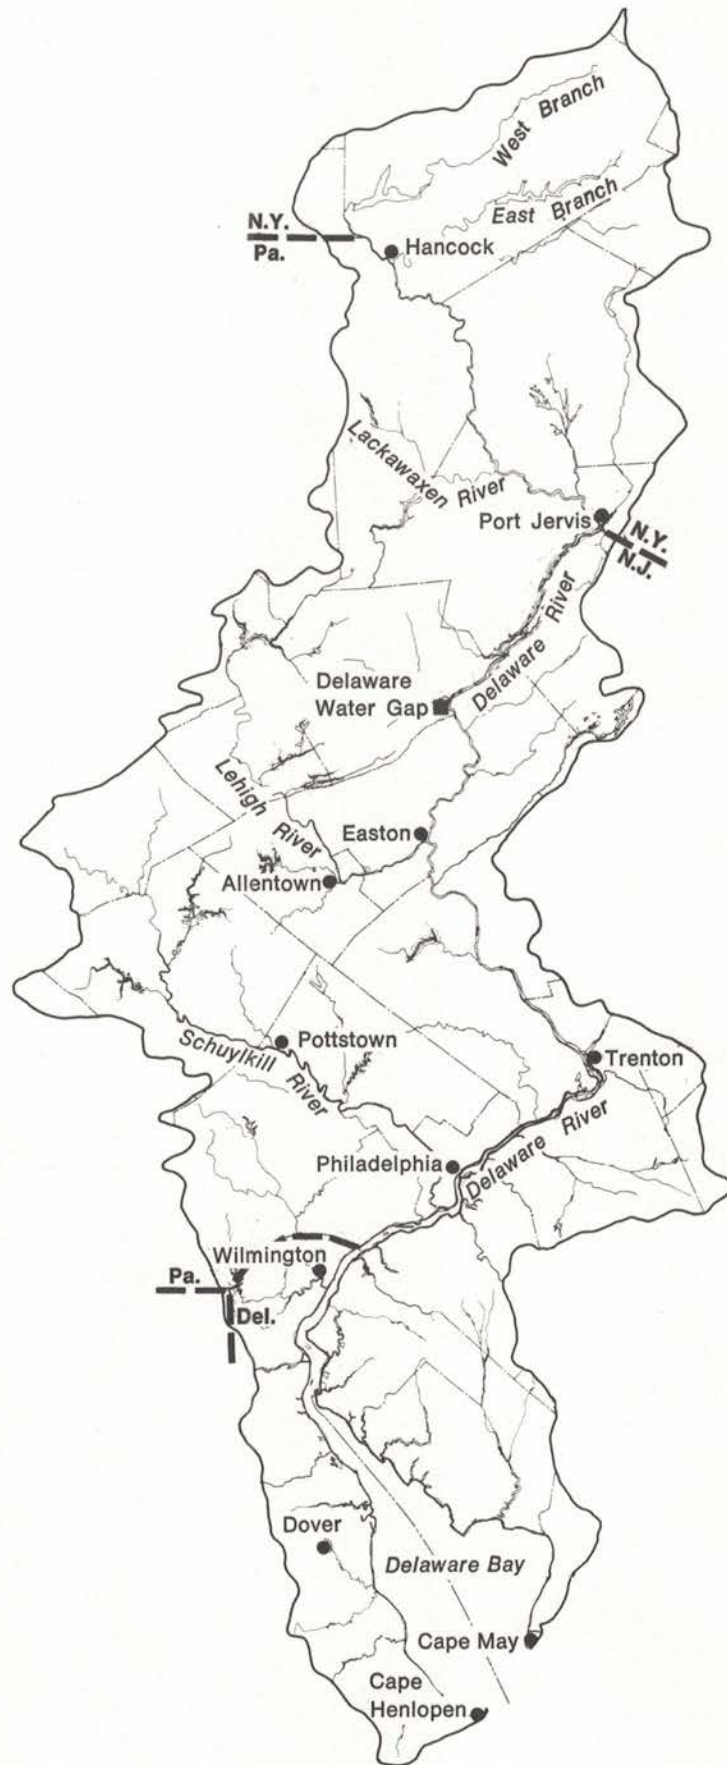 West Branch
East Branch
N.Y.
Pa.
Hancock
Lackawaxen River
Port Jervis
N.Y.
N.J.
Delaware River
Delaware
Water Gap
Lehigh River
Easton
Allentown
Pottstown
Schuylkill River
Trenton
Philadelphia
Delaware River
Wilmington
Pa.
Del.
Dover
Delaware Bay
Cape May
Cape
Henlopen